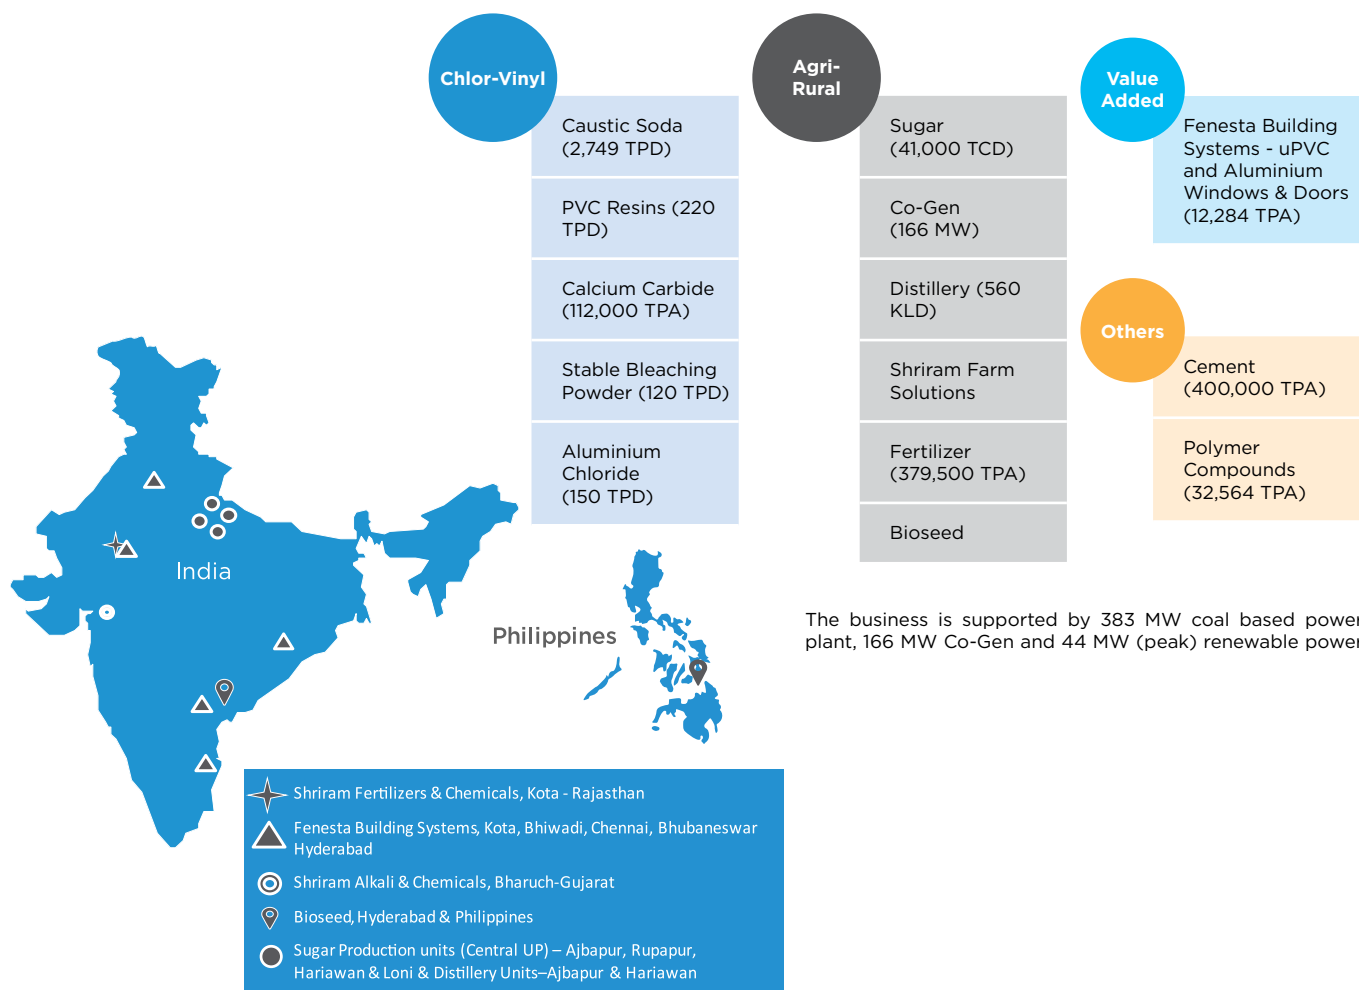 Chlor-Vinyl
Caustic Soda
(2,749 TPD)
PVC Resins (220
TPD)
Calcium Carbide
(112,000 TPA)
Stable Bleaching
Powder (120 TPD)
Aluminium
Chloride
(150 TPD)
Agri-
Rural
Sugar
(41,000 TCD)
Co-Gen
(166 MW)
Distillery (560
KLD)
Shriram Farm
Solutions
Fertilizer
(379,500 TPA)
Bioseed
Value
Added
Fenesta Building
Systems - uPVC
and Aluminium
Windows & Doors
(12,284 TPA)
Others
Cement
(400,000 TPA)
Polymer
Compounds
(32,564 TPA)
The business is supported by 383 MW coal based power
plant, 166 MW Co-Gen and 44 MW (peak) renewable power
India
Philippines
Shriram Fertilizers & Chemicals, Kota - Rajasthan
Fenesta Building Systems, Kota, Bhiwadi, Chennai, Bhubaneswar
Hyderabad
Shriram Alkali & Chemicals, Bharuch-Gujarat
Bioseed, Hyderabad & Philippines
Sugar Production units (Central UP) – Ajbapur, Rupapur,
Hariawan & Loni & Distillery Units–Ajbapur & Hariawan